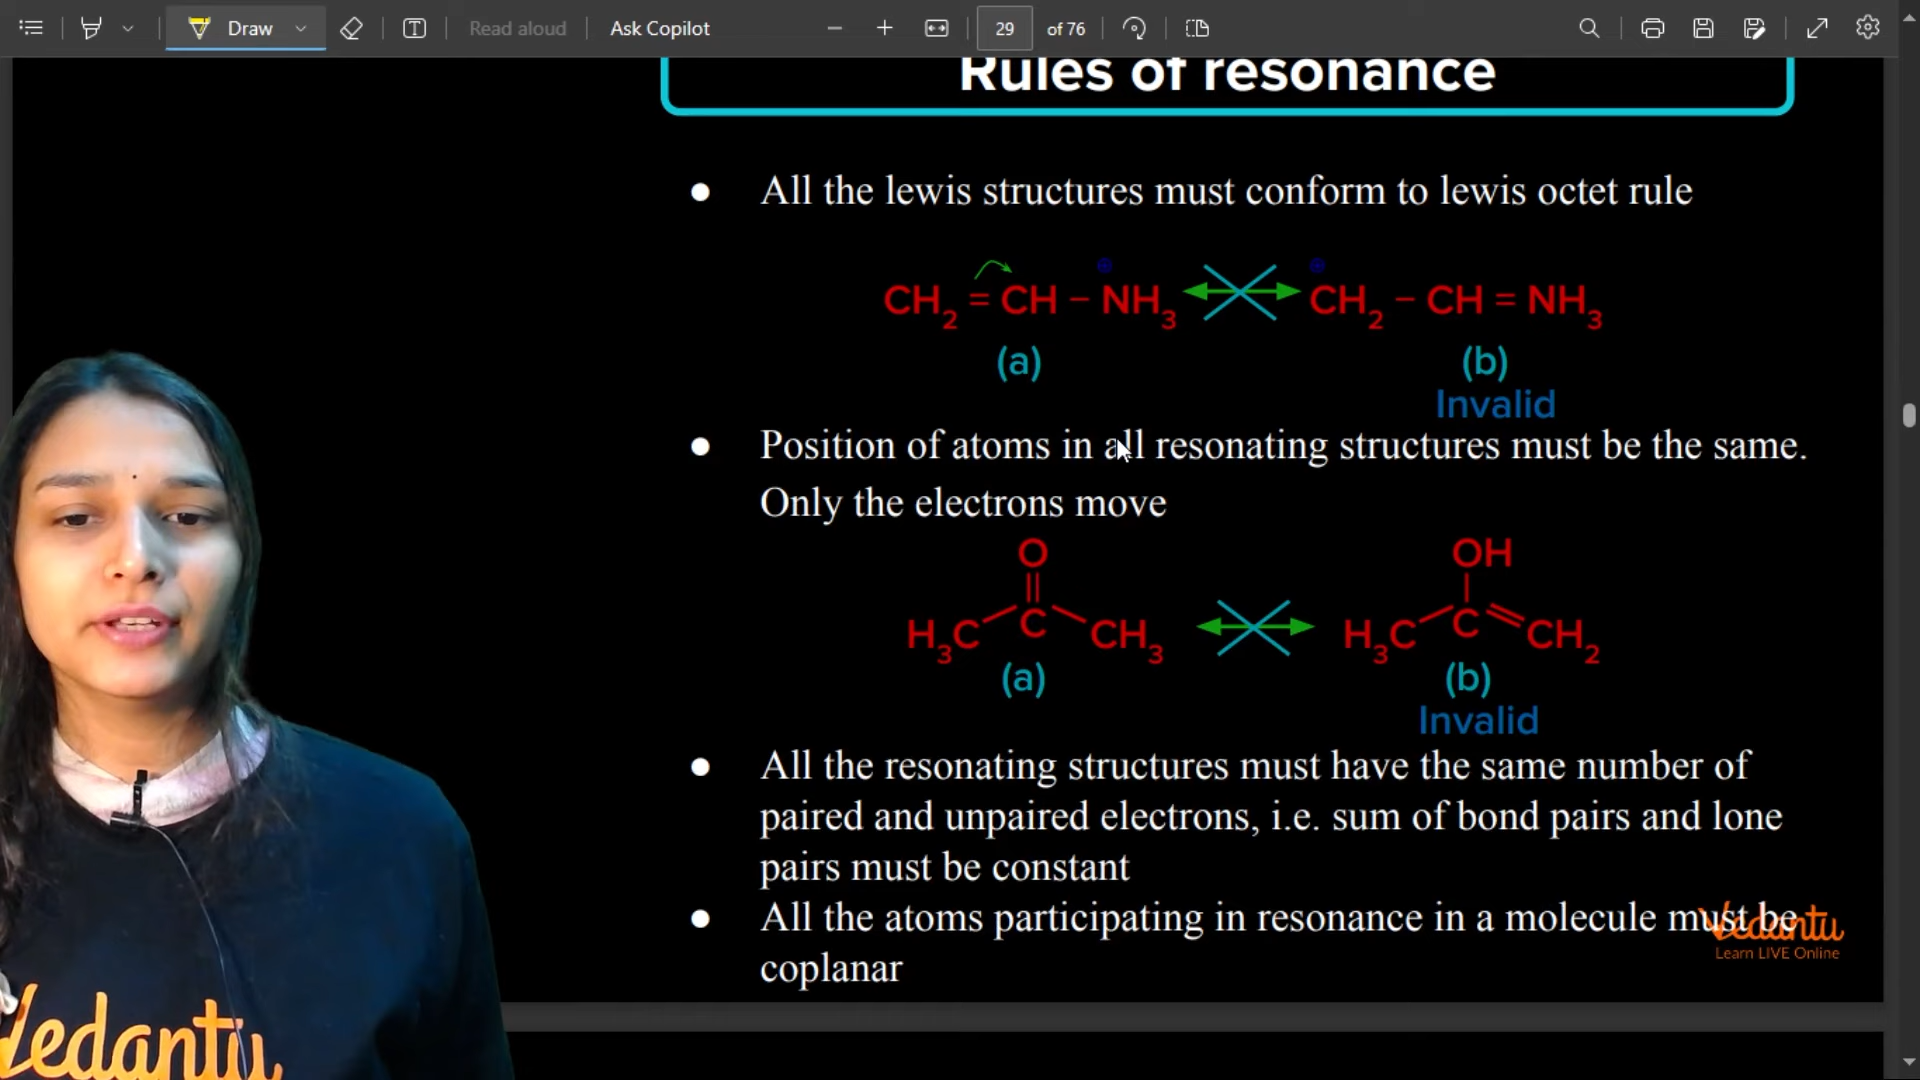 Draw
Read aloud
Ask Copilot
29
of 76
Rules of resonance
● All the lewis structures must conform to lewis octet rule
CH₂ = CH – N⊕H₃ CH₂⊕ – CH = NH₃
(a) (b)
Invalid
● Position of atoms in all resonating structures must be the same.
Only the electrons move
O OH
H₃C C CH₃ H₃C C CH₂
(a) (b)
Invalid
● All the resonating structures must have the same number of
paired and unpaired electrons, i.e. sum of bond pairs and lone
pairs must be constant
● All the atoms participating in resonance in a molecule must be
coplanar
Vedantu
Learn LIVE Online
Vedantu